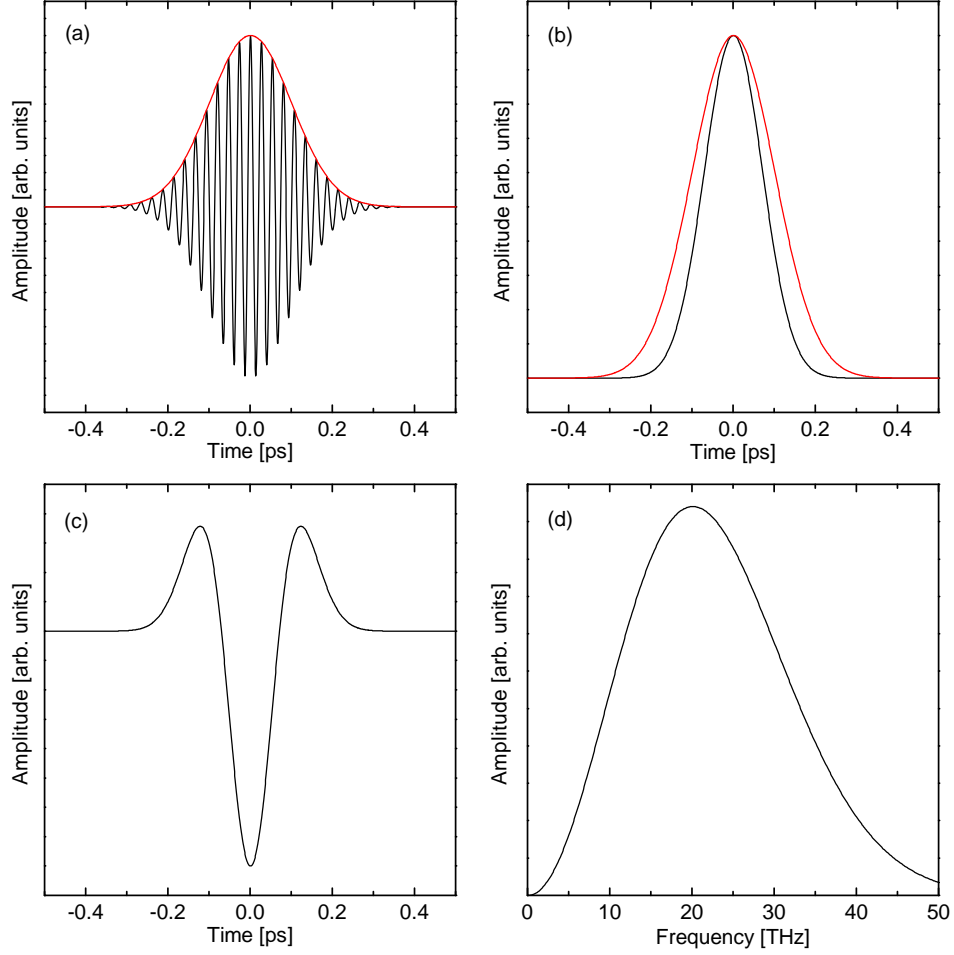 (a)
Amplitude [arb. units]
-0.4 -0.2 0.0 0.2 0.4
Time [ps]
(b)
Amplitude [arb. units]
-0.4 -0.2 0.0 0.2 0.4
Time [ps]
(c)
Amplitude [arb. units]
-0.4 -0.2 0.0 0.2 0.4
Time [ps]
(d)
Amplitude [arb. units]
0 10 20 30 40 50
Frequency [THz]